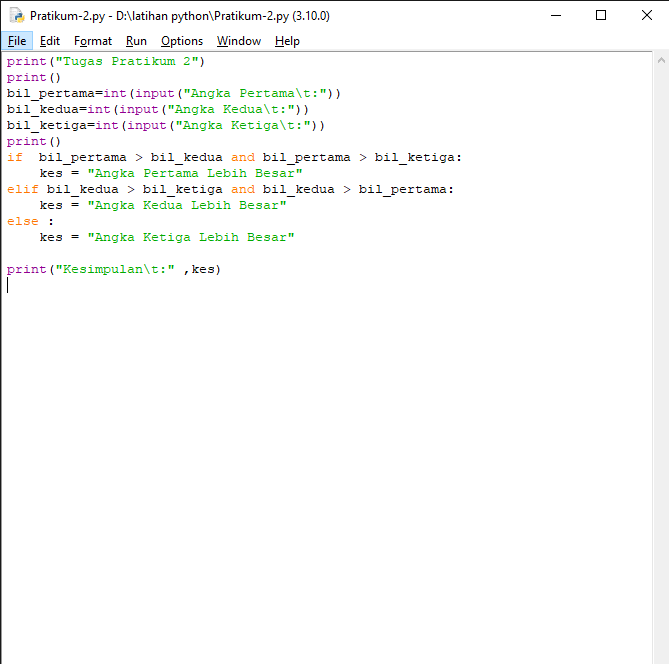 Pratikum-2.py - D:\latihan python\Pratikum-2.py (3.10.0)
File Edit Format Run Options Window Help
print("Tugas Pratikum 2")
print()
bil_pertama=int(input("Angka Pertama\t:"))
bil_kedua=int(input("Angka Kedua\t:"))
bil_ketiga=int(input("Angka Ketiga\t:"))
print()
if  bil_pertama > bil_kedua and bil_pertama > bil_ketiga:
    kes = "Angka Pertama Lebih Besar"
elif bil_kedua > bil_ketiga and bil_kedua > bil_pertama:
    kes = "Angka Kedua Lebih Besar"
else :
    kes = "Angka Ketiga Lebih Besar"

print("Kesimpulan\t:" ,kes)